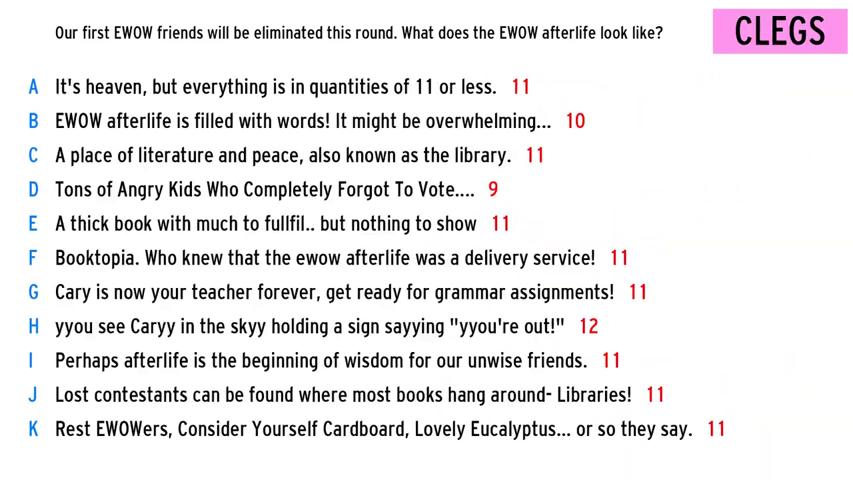 Our first EWOW friends will be eliminated this round. What does the EWOW afterlife look like?
CLEGS
A It's heaven, but everything is in quantities of 11 or less. 11
B EWOW afterlife is filled with words! It might be overwhelming... 10
C A place of literature and peace, also known as the library. 11
D Tons of Angry Kids Who Completely Forgot To Vote.... 9
E A thick book with much to fullfil.. but nothing to show 11
F Booktopia. Who knew that the ewow afterlife was a delivery service! 11
G Cary is now your teacher forever, get ready for grammar assignments! 11
H yyou see Caryy in the skyy holding a sign sayying "yyou're out!" 12
I Perhaps afterlife is the beginning of wisdom for our unwise friends. 11
J Lost contestants can be found where most books hang around- Libraries! 11
K Rest EWOWers, Consider Yourself Cardboard, Lovely Eucalyptus... or so they say. 11